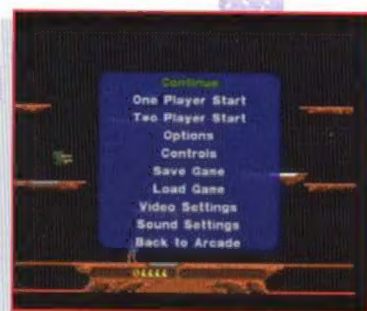 Continue
One Player Start
Two Player Start
Options
Controls
Save Game
Load Game
Video Settings
Sound Settings
Back to Arcade